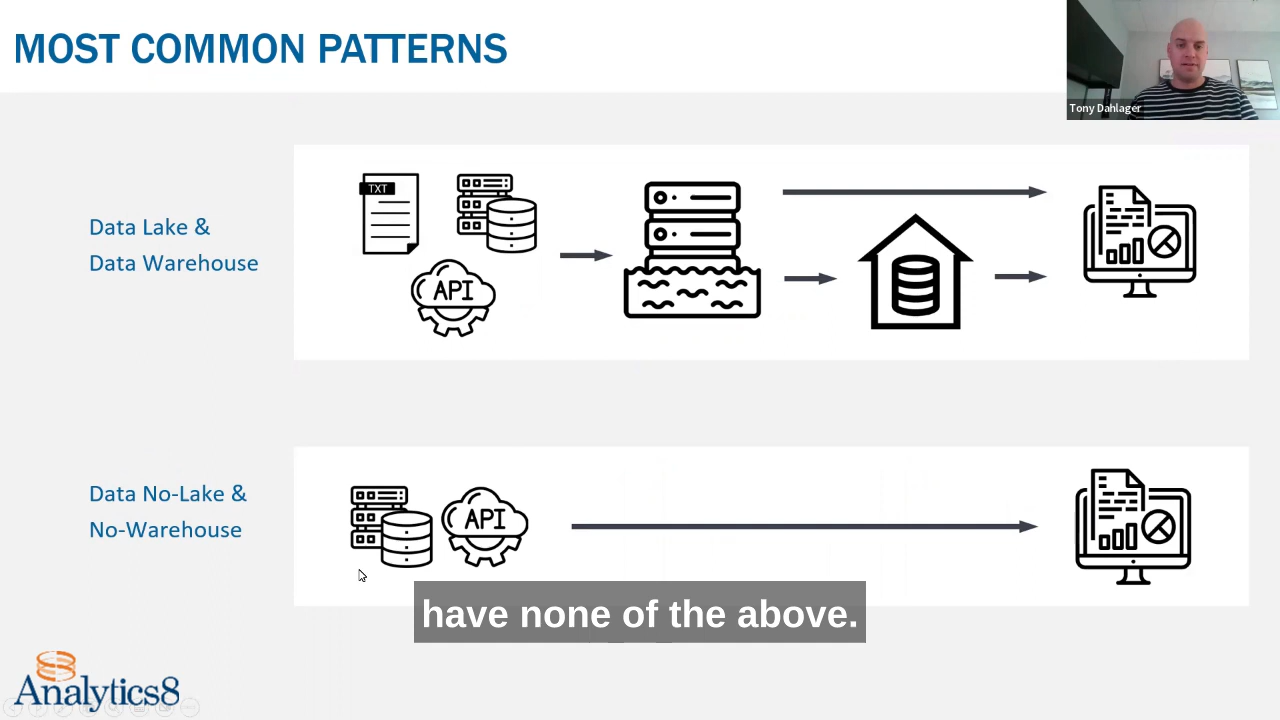 MOST COMMON PATTERNS
Tony Dahlager
Data Lake &
Data Warehouse
TXT
API
Data No-Lake &
No-Warehouse
API
have none of the above.
Analytics8